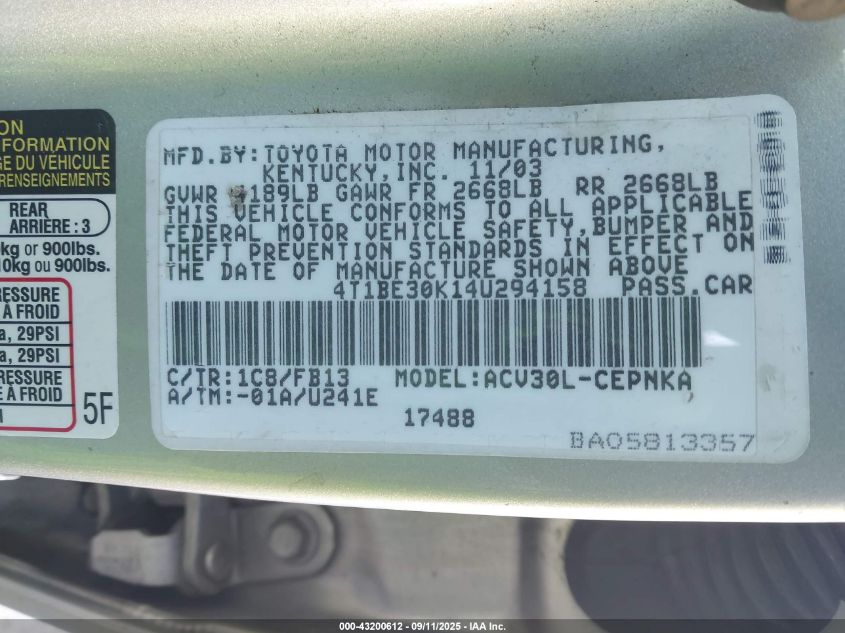 ON
FORMATION
GE DU VÉHICULE
RENSEIGNEMENTS
REAR
ARRIERE : 3
kg or 900lbs.
0kg ou 900lbs.
RESSURE
À FROID
a, 29PSI
a, 29PSI
RESSURE
À FROID
5F
MFD.BY:TOYOTA MOTOR MANUFACTURING,
KENTUCKY,INC. 11/03
GVWR 189LB GAWR FR 2668LB RR 2668LB
THIS VEHICLE CONFORMS TO ALL APPLICABLE
FEDERAL MOTOR VEHICLE SAFETY,BUMPER AND
THEFT PREVENTION STANDARDS IN EFFECT ON
THE DATE OF MANUFACTURE SHOWN ABOVE
4T1BE30K14U294158 PASS.CAR
C/TR:1C8/FB13 MODEL:ACV30L-CEPNKA
A/TM:-01A/U241E
17488
BA05813357
000-43200612 - 09/11/2025 - IAA Inc.